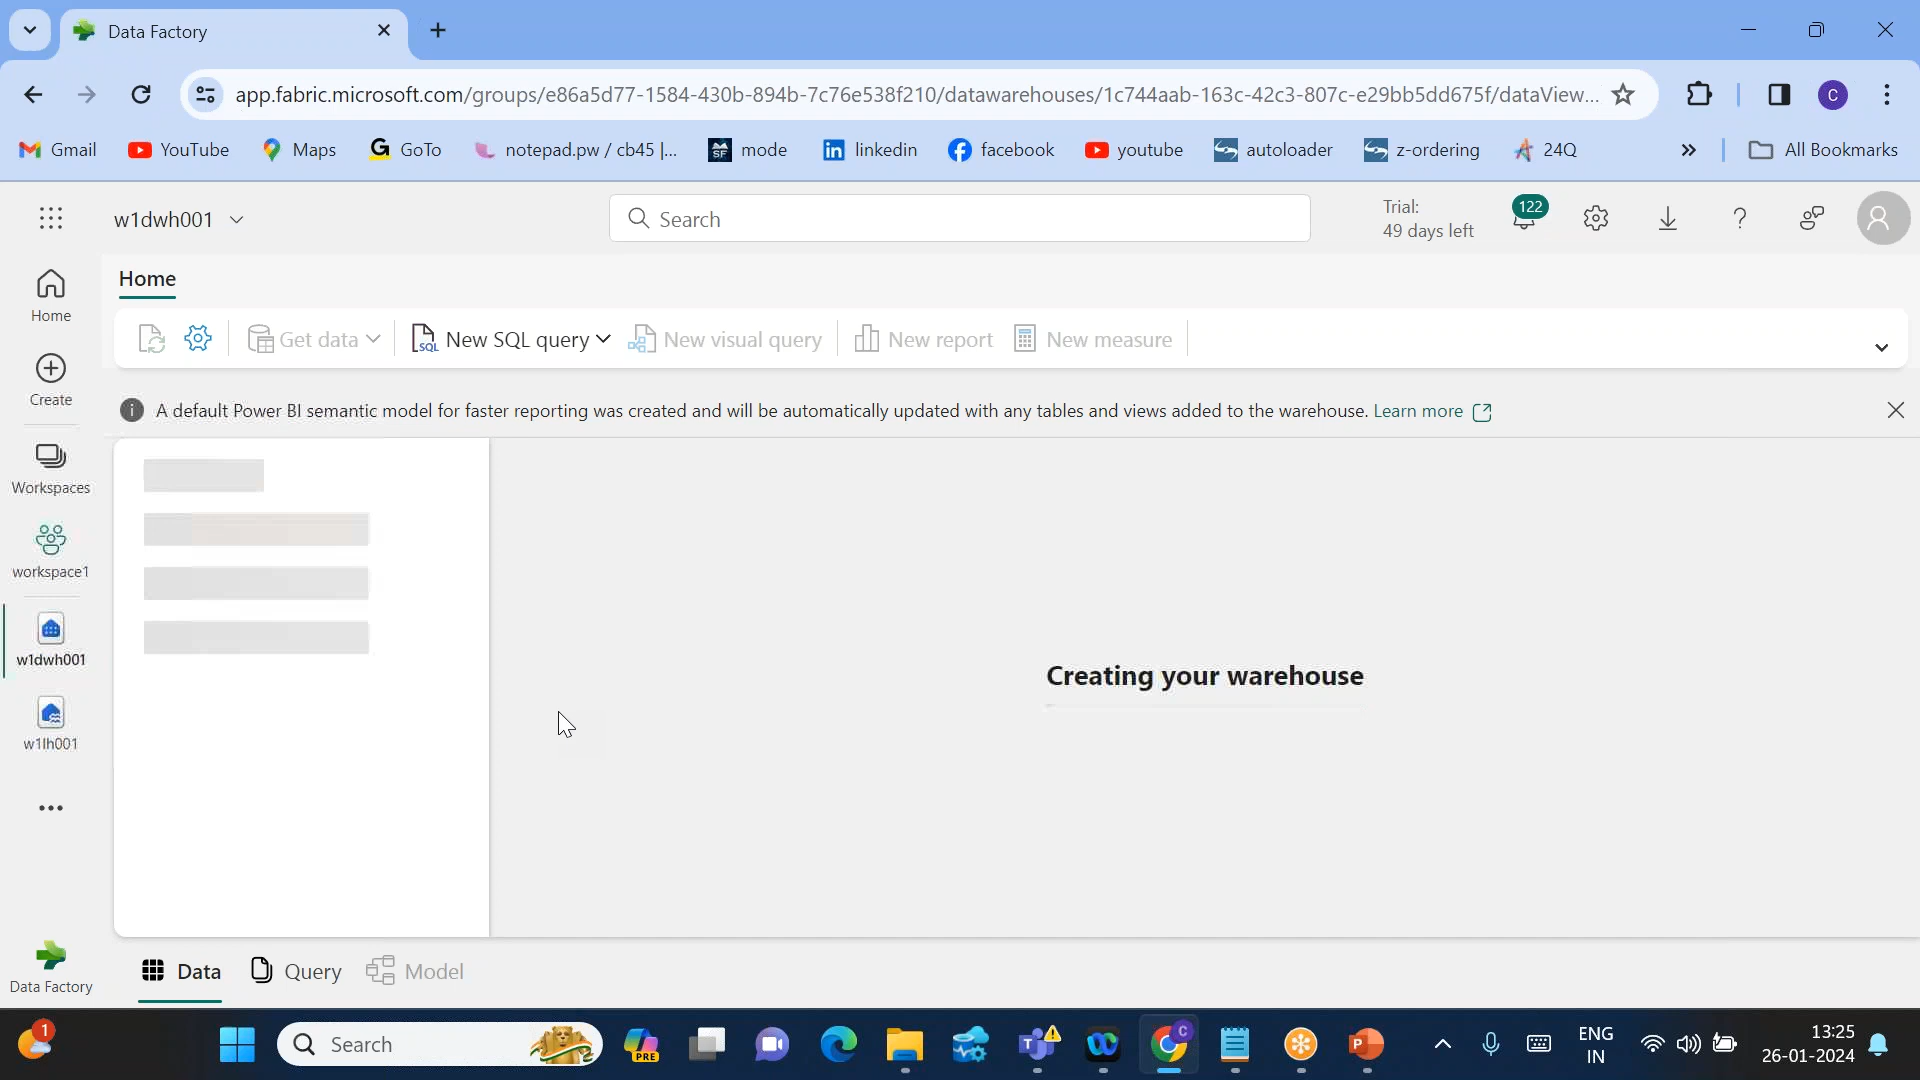 Data Factory
app.fabric.microsoft.com/groups/e86a5d77-1584-430b-894b-7c76e538f210/datawarehouses/1c744aab-163c-42c3-807c-e29bb5dd675f/dataView...
C
Gmail
YouTube
Maps
G GoTo
notepad.pw / cb45 |...
SF mode
linkedin
facebook
youtube
autoloader
z-ordering
24Q
»
All Bookmarks
w1dwh001
Search
Trial:
49 days left
122
Home
Get data
SQL New SQL query
New visual query
New report
New measure
A default Power BI semantic model for faster reporting was created and will be automatically updated with any tables and views added to the warehouse. Learn more
Home
Create
Workspaces
workspace1
w1dwh001
w1lh001
Data Factory
Creating your warehouse
Data
Query
Model
1
Search
PRE
C
P
ENG
IN
13:25
26-01-2024